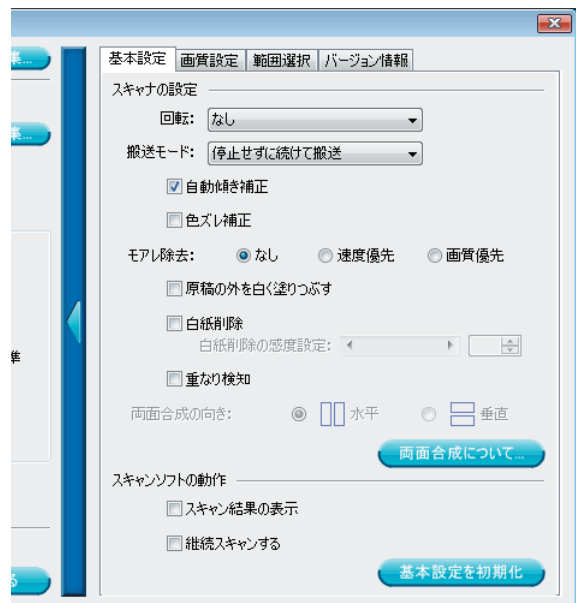 集...
集...
準
る
基本設定 画質設定 範囲選択 バージョン情報
スキャナの設定
回転: なし
搬送モード: 停止せずに続けて搬送
自動傾き補正
色ズレ補正
モアレ除去: なし 速度優先 画質優先
原稿の外を白く塗りつぶす
白紙削除
白紙削除の感度設定:
重なり検知
両面合成の向き: 水平 垂直
両面合成について...
スキャンソフトの動作
スキャン結果の表示
継続スキャンする
基本設定を初期化